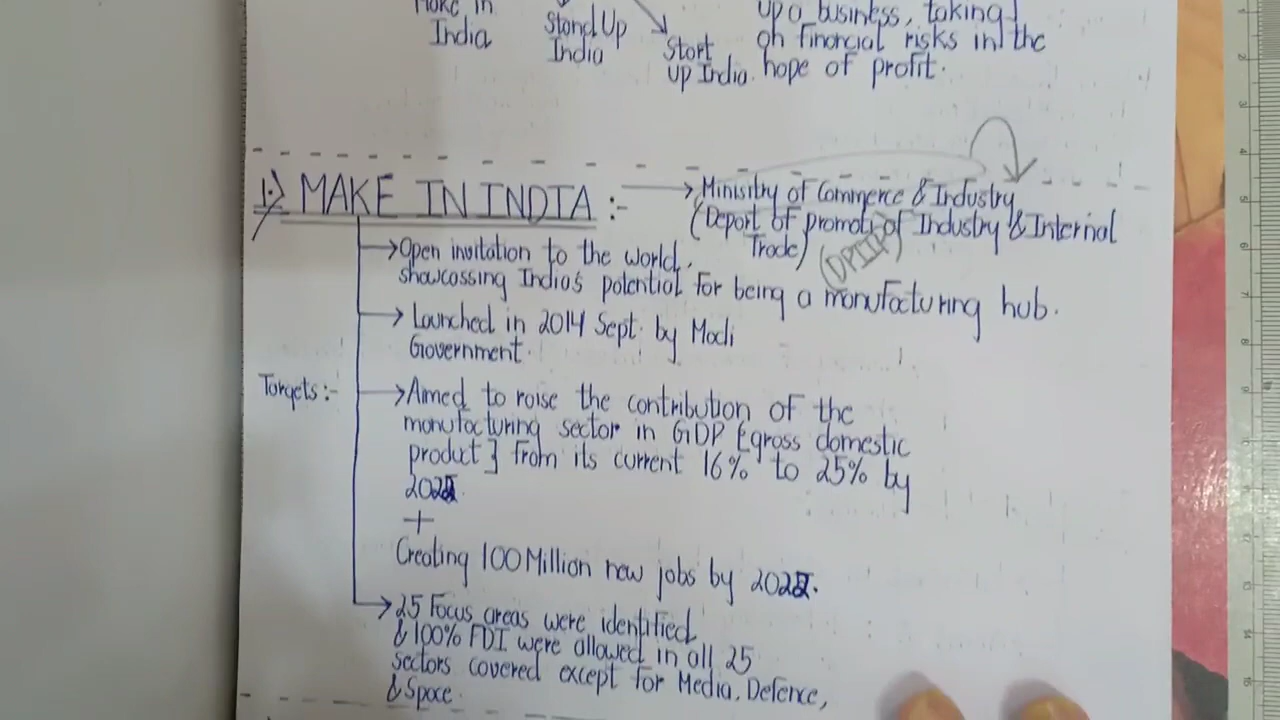 Make in
India
Stand Up
India
Start
Up India.
up a business, taking
on financial risks in the
hope of profit.
1.) MAKE IN INDIA :-
Ministry of Commerce & Industry
(Depart of promoti of Industry & Internal
Trade)
(DPIIT)
Open invitation to the world,
showcassing India's potential for being a manufacturing hub.
Launched in 2014 Sept. by Modi
Government.
Targets:-
Aimed to raise the contribution of the
manufacturing sector in GDP [gross domestic
product] from its current 16% to 25% by
+
Creating 100 Million new jobs by
25 Focus areas were identified
& 100% FDI were allowed in all 25
sectors covered except for Media, Defence,
& Space.